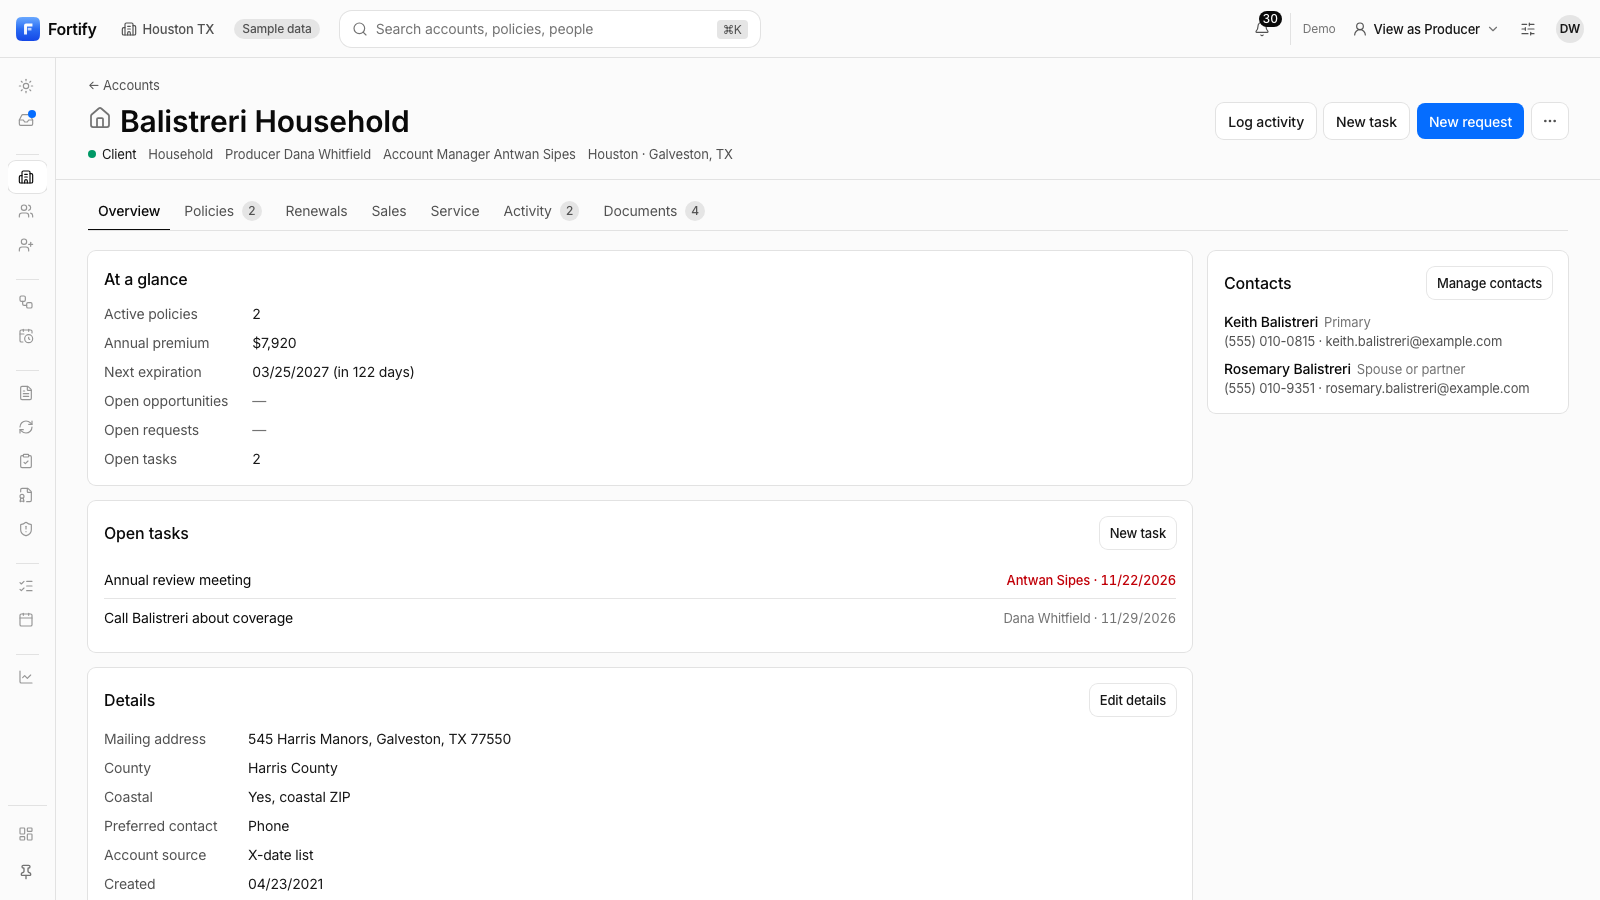 Fortify
Houston TX
Sample data
Search accounts, policies, people
⌘K
30
Demo
View as Producer
DW
← Accounts
Balistreri Household
Log activity
New task
New request
Client Household Producer Dana Whitfield Account Manager Antwan Sipes Houston · Galveston, TX
Overview
Policies 2
Renewals
Sales
Service
Activity 2
Documents 4
At a glance
Active policies 2
Annual premium $7,920
Next expiration 03/25/2027 (in 122 days)
Open opportunities —
Open requests —
Open tasks 2
Contacts
Manage contacts
Keith Balistreri Primary
(555) 010-0815 · keith.balistreri@example.com
Rosemary Balistreri Spouse or partner
(555) 010-9351 · rosemary.balistreri@example.com
Open tasks
New task
Annual review meeting Antwan Sipes · 11/22/2026
Call Balistreri about coverage Dana Whitfield · 11/29/2026
Details
Edit details
Mailing address 545 Harris Manors, Galveston, TX 77550
County Harris County
Coastal Yes, coastal ZIP
Preferred contact Phone
Account source X-date list
Created 04/23/2021